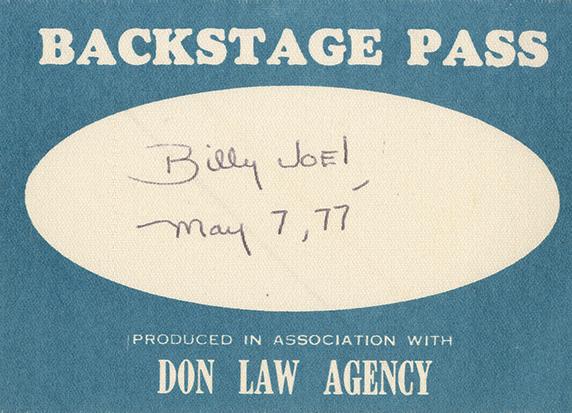 BACKSTAGE PASS
Billy Joel
May 7, 77
PRODUCED IN ASSOCIATION WITH
DON LAW AGENCY